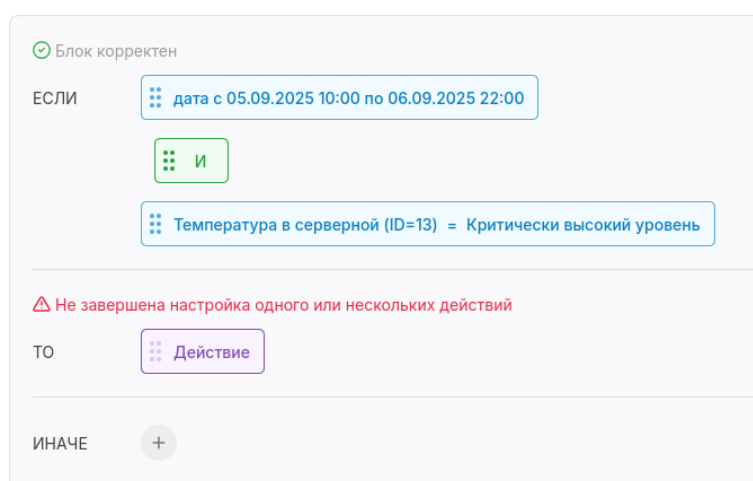 Блок корректен
ЕСЛИ
дата с 05.09.2025 10:00 по 06.09.2025 22:00
И
Температура в серверной (ID=13) = Критически высокий уровень
Не завершена настройка одного или нескольких действий
ТО
Действие
ИНАЧЕ
+